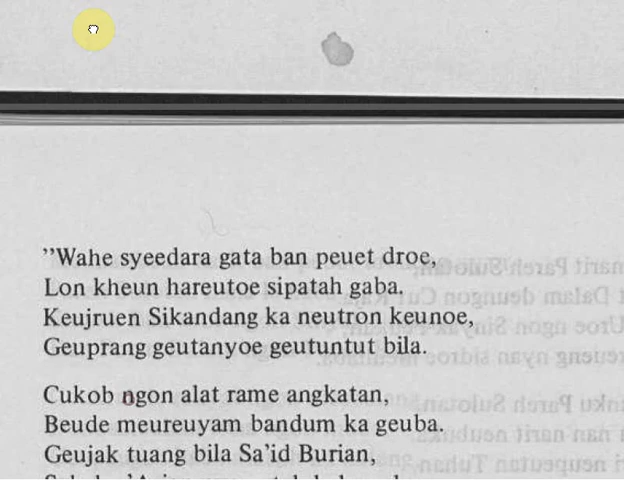 ”Wahe syeedara gata ban peuet droe,
Lon kheun hareutoe sipatah gaba.
Keujruen Sikandang ka neutron keunoe,
Geuprang geutanyoe geutuntut bila.
Cukob ngon alat rame angkatan,
Beude meureuyam bandum ka geuba.
Geujak tuang bila Sa'id Burian,